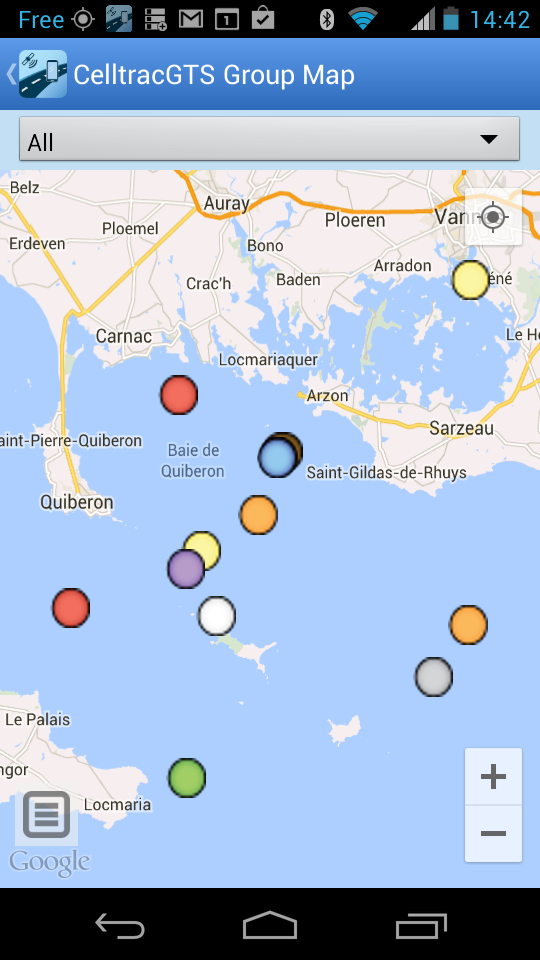 Free 1 14:42
CelltracGTS Group Map
All
Belz
Auray
Ploeren
Ploemel
Erdeven
Bono
Arradon
éné
Crac'h
Baden
Carnac
Le
Locmariaquer
Arzon
Sarzeau
aint-Pierre-Quiberon
Baie de
Quiberon
Saint-Gildas-de-Rhuys
Quiberon
Le Palais
ngor
+
Locmaria
−
Google